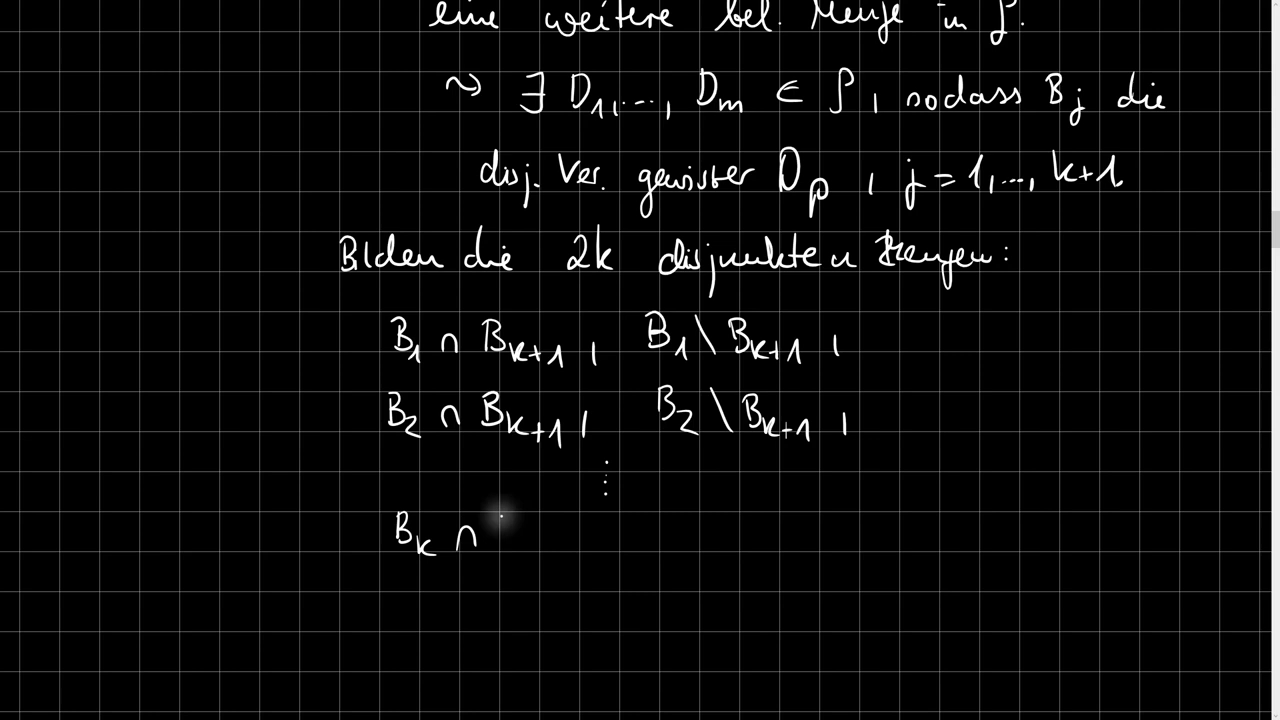 eine weitere bel. Menge in ℐ.
⤳ ∃ D₁,...,Dₘ ∈ ℐ, sodass Bⱼ die
disj. Ver. gewisser Dₚ, j = 1,..., k+1
Bilden die 2k disjunkten Mengen:
B₁ ∩ Bₖ₊₁, B₁ \ Bₖ₊₁,
B₂ ∩ Bₖ₊₁, B₂ \ Bₖ₊₁,
⋮
Bₖ ∩